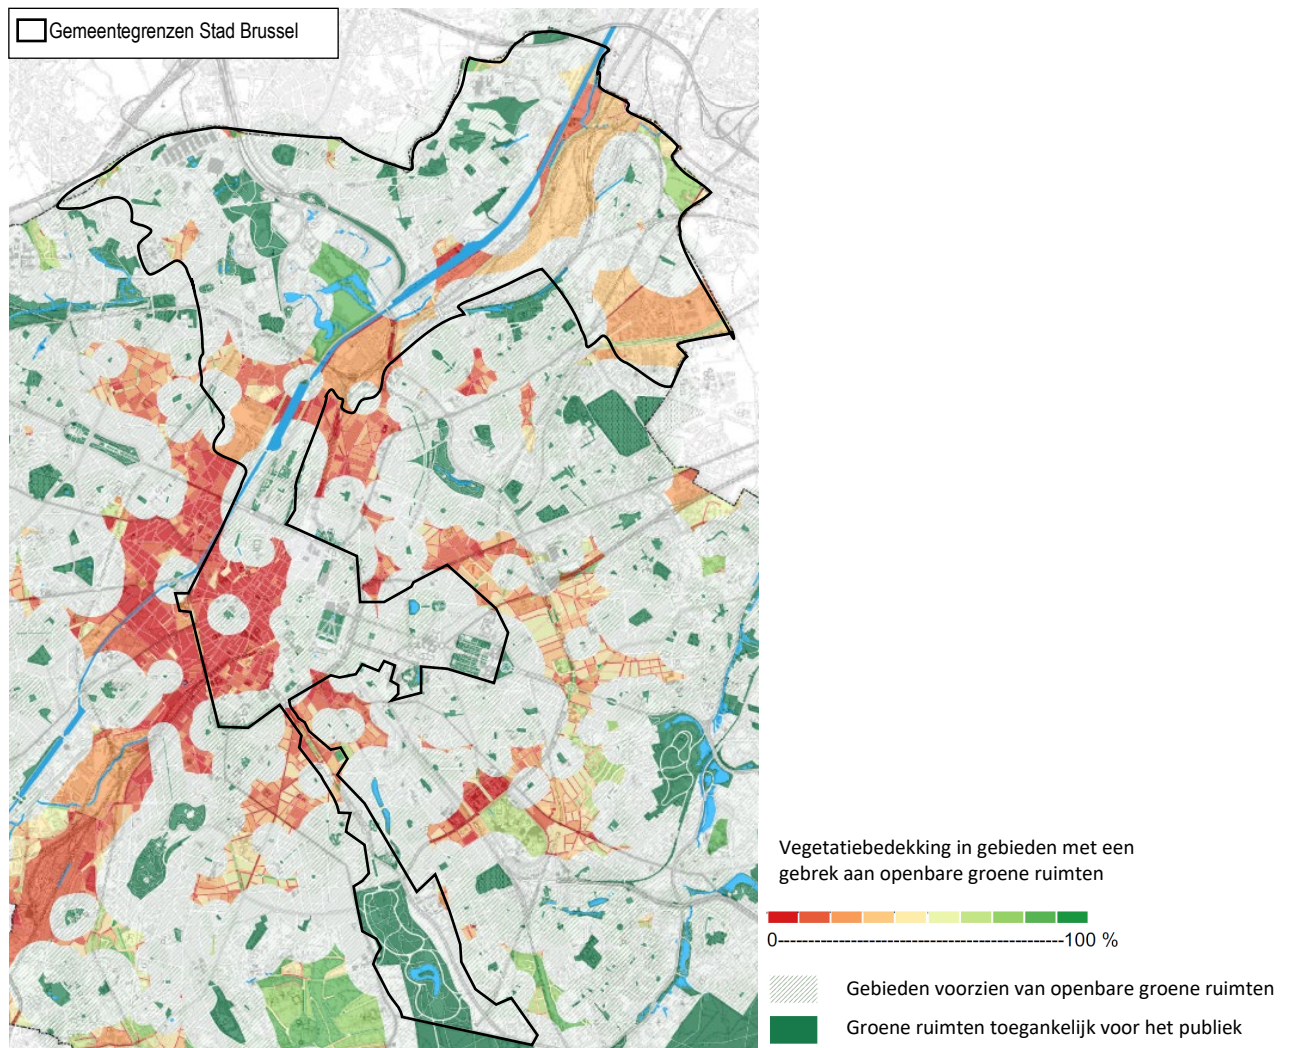 Gemeentegrenzen Stad Brussel
Vegetatiebedekking in gebieden met een
gebrek aan openbare groene ruimten
0------------------------------------------------100 %
Gebieden voorzien van openbare groene ruimten
Groene ruimten toegankelijk voor het publiek